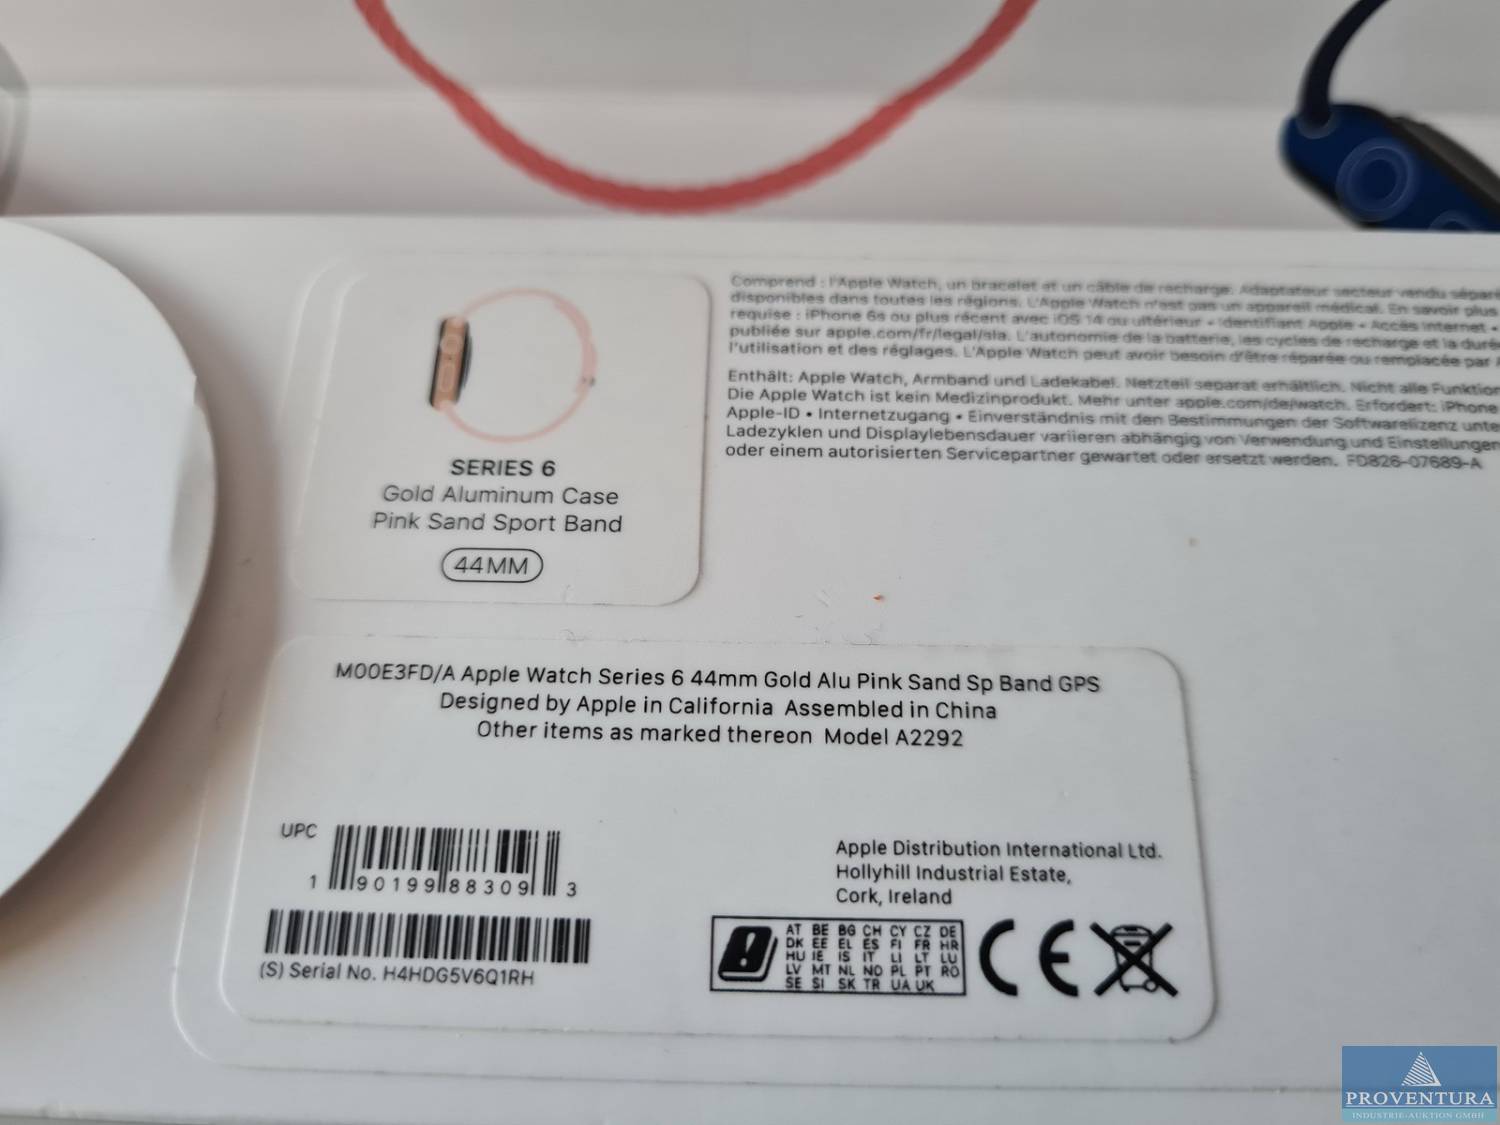 SERIES 6
Gold Aluminum Case
Pink Sand Sport Band
44MM
Comprend : l'Apple Watch, un bracelet et un câble de recharge. Adaptateur secteur vendu séparé
disponibles dans toutes les régions. L'Apple Watch n'est pas un appareil médical. En savoir plus
requise : iPhone 6s ou plus récent avec iOS 14 ou ultérieur • Identifiant Apple • Accès Internet •
publiée sur apple.com/fr/legal/sla. L'autonomie de la batterie, les cycles de recharge et la durée
l'utilisation et des réglages. L'Apple Watch peut avoir besoin d'être réparée ou remplacée par
Enthält: Apple Watch, Armband und Ladekabel. Netzteil separat erhältlich. Nicht alle Funktion
Die Apple Watch ist kein Medizinprodukt. Mehr unter apple.com/de/watch. Erfordert: iPhone
Apple-ID • Internetzugang • Einverständnis mit den Bestimmungen der Softwarelizenz unte
Ladezyklen und Displaylebensdauer variieren abhängig von Verwendung und Einstellungen
oder einem autorisierten Servicepartner gewartet oder ersetzt werden. FD826-07689-A
M00E3FD/A Apple Watch Series 6 44mm Gold Alu Pink Sand Sp Band GPS
Designed by Apple in California Assembled in China
Other items as marked thereon Model A2292
UPC
1 90199 88309 3
(S) Serial No. H4HDG5V6Q1RH
Apple Distribution International Ltd.
Hollyhill Industrial Estate,
Cork, Ireland
AT BE BG CH CY CZ DE
DK EE EL ES FI FR HR
HU IE IS IT LI LT LU
LV MT NL NO PL PT RO
SE SI SK TR UA UK
CE
PROVENTURA
INDUSTRIE-AUKTION GMBH